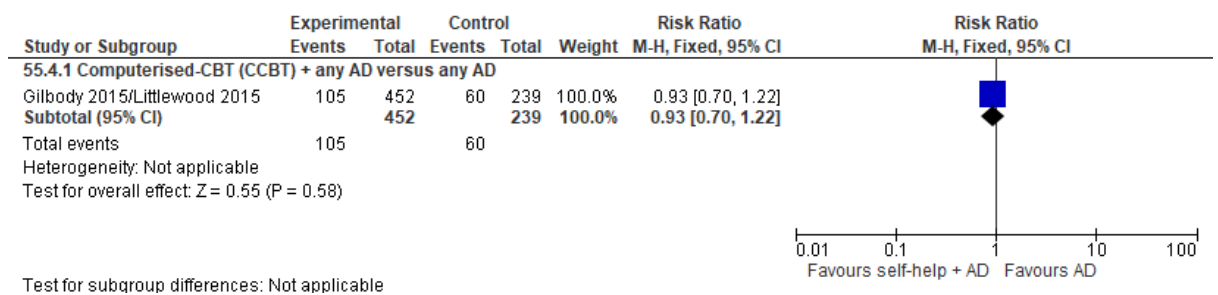 Experimental Control Risk Ratio Risk Ratio
Study or Subgroup Events Total Events Total Weight M-H, Fixed, 95% CI M-H, Fixed, 95% CI
55.4.1 Computerised-CBT (CCBT) + any AD versus any AD
Gilbody 2015/Littlewood 2015 105 452 60 239 100.0% 0.93 [0.70, 1.22]
Subtotal (95% CI) 452 239 100.0% 0.93 [0.70, 1.22]
Total events 105 60
Heterogeneity: Not applicable
Test for overall effect: Z = 0.55 (P = 0.58)
0.01 0.1 1 10 100
Favours self-help + AD Favours AD
Test for subgroup differences: Not applicable